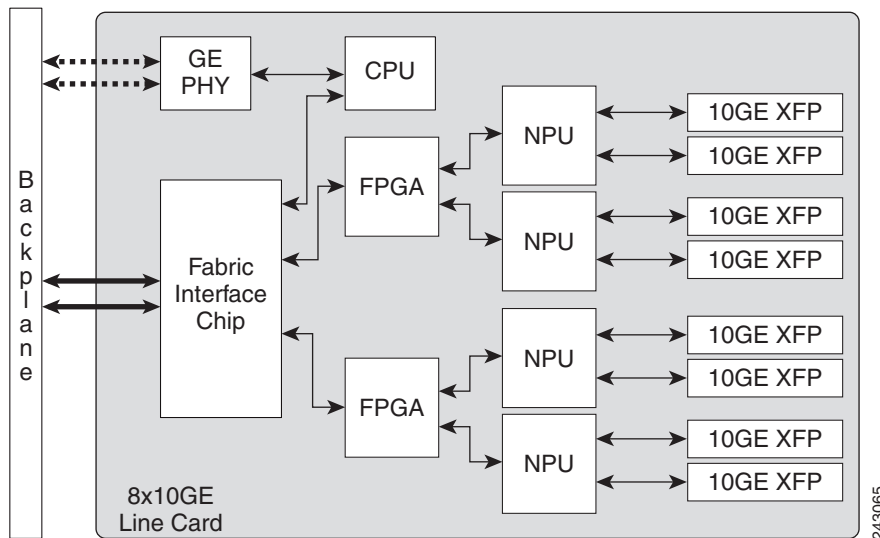 GE
PHY
CPU
NPU
10GE XFP
10GE XFP
FPGA
NPU
10GE XFP
10GE XFP
Backplane
Fabric
Interface
Chip
NPU
10GE XFP
10GE XFP
FPGA
NPU
10GE XFP
10GE XFP
8x10GE
Line Card
243065